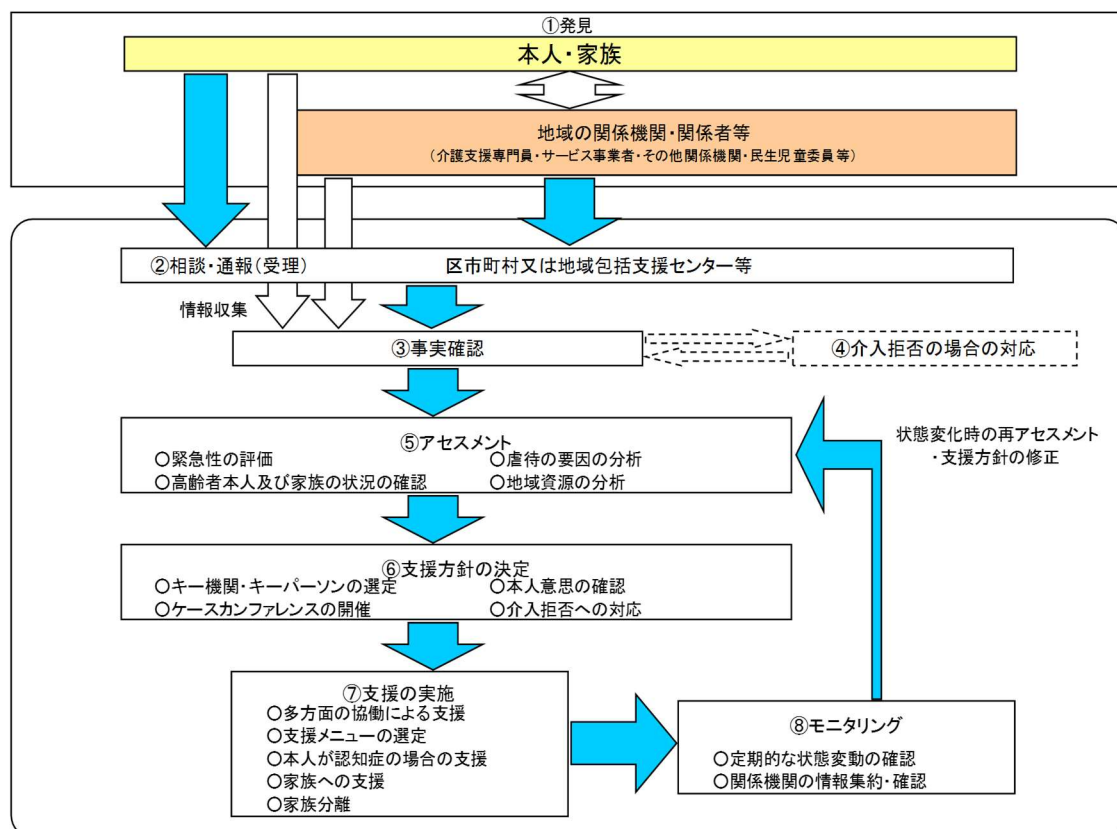 ①発見
本人・家族
地域の関係機関・関係者等
（介護支援専門員・サービス事業者・その他関係機関・民生児童委員等）
②相談・通報（受理）　区市町村又は地域包括支援センター等
情報収集
③事実確認
④介入拒否の場合の対応
⑤アセスメント
○緊急性の評価　○虐待の要因の分析
○高齢者本人及び家族の状況の確認　○地域資源の分析
状態変化時の再アセスメント
・支援方針の修正
⑥支援方針の決定
○キー機関・キーパーソンの選定　○本人意思の確認
○ケースカンファレンスの開催　○介入拒否への対応
⑦支援の実施
○多方面の協働による支援
○支援メニューの選定
○本人が認知症の場合の支援
○家族への支援
○家族分離
⑧モニタリング
○定期的な状態変動の確認
○関係機関の情報集約・確認